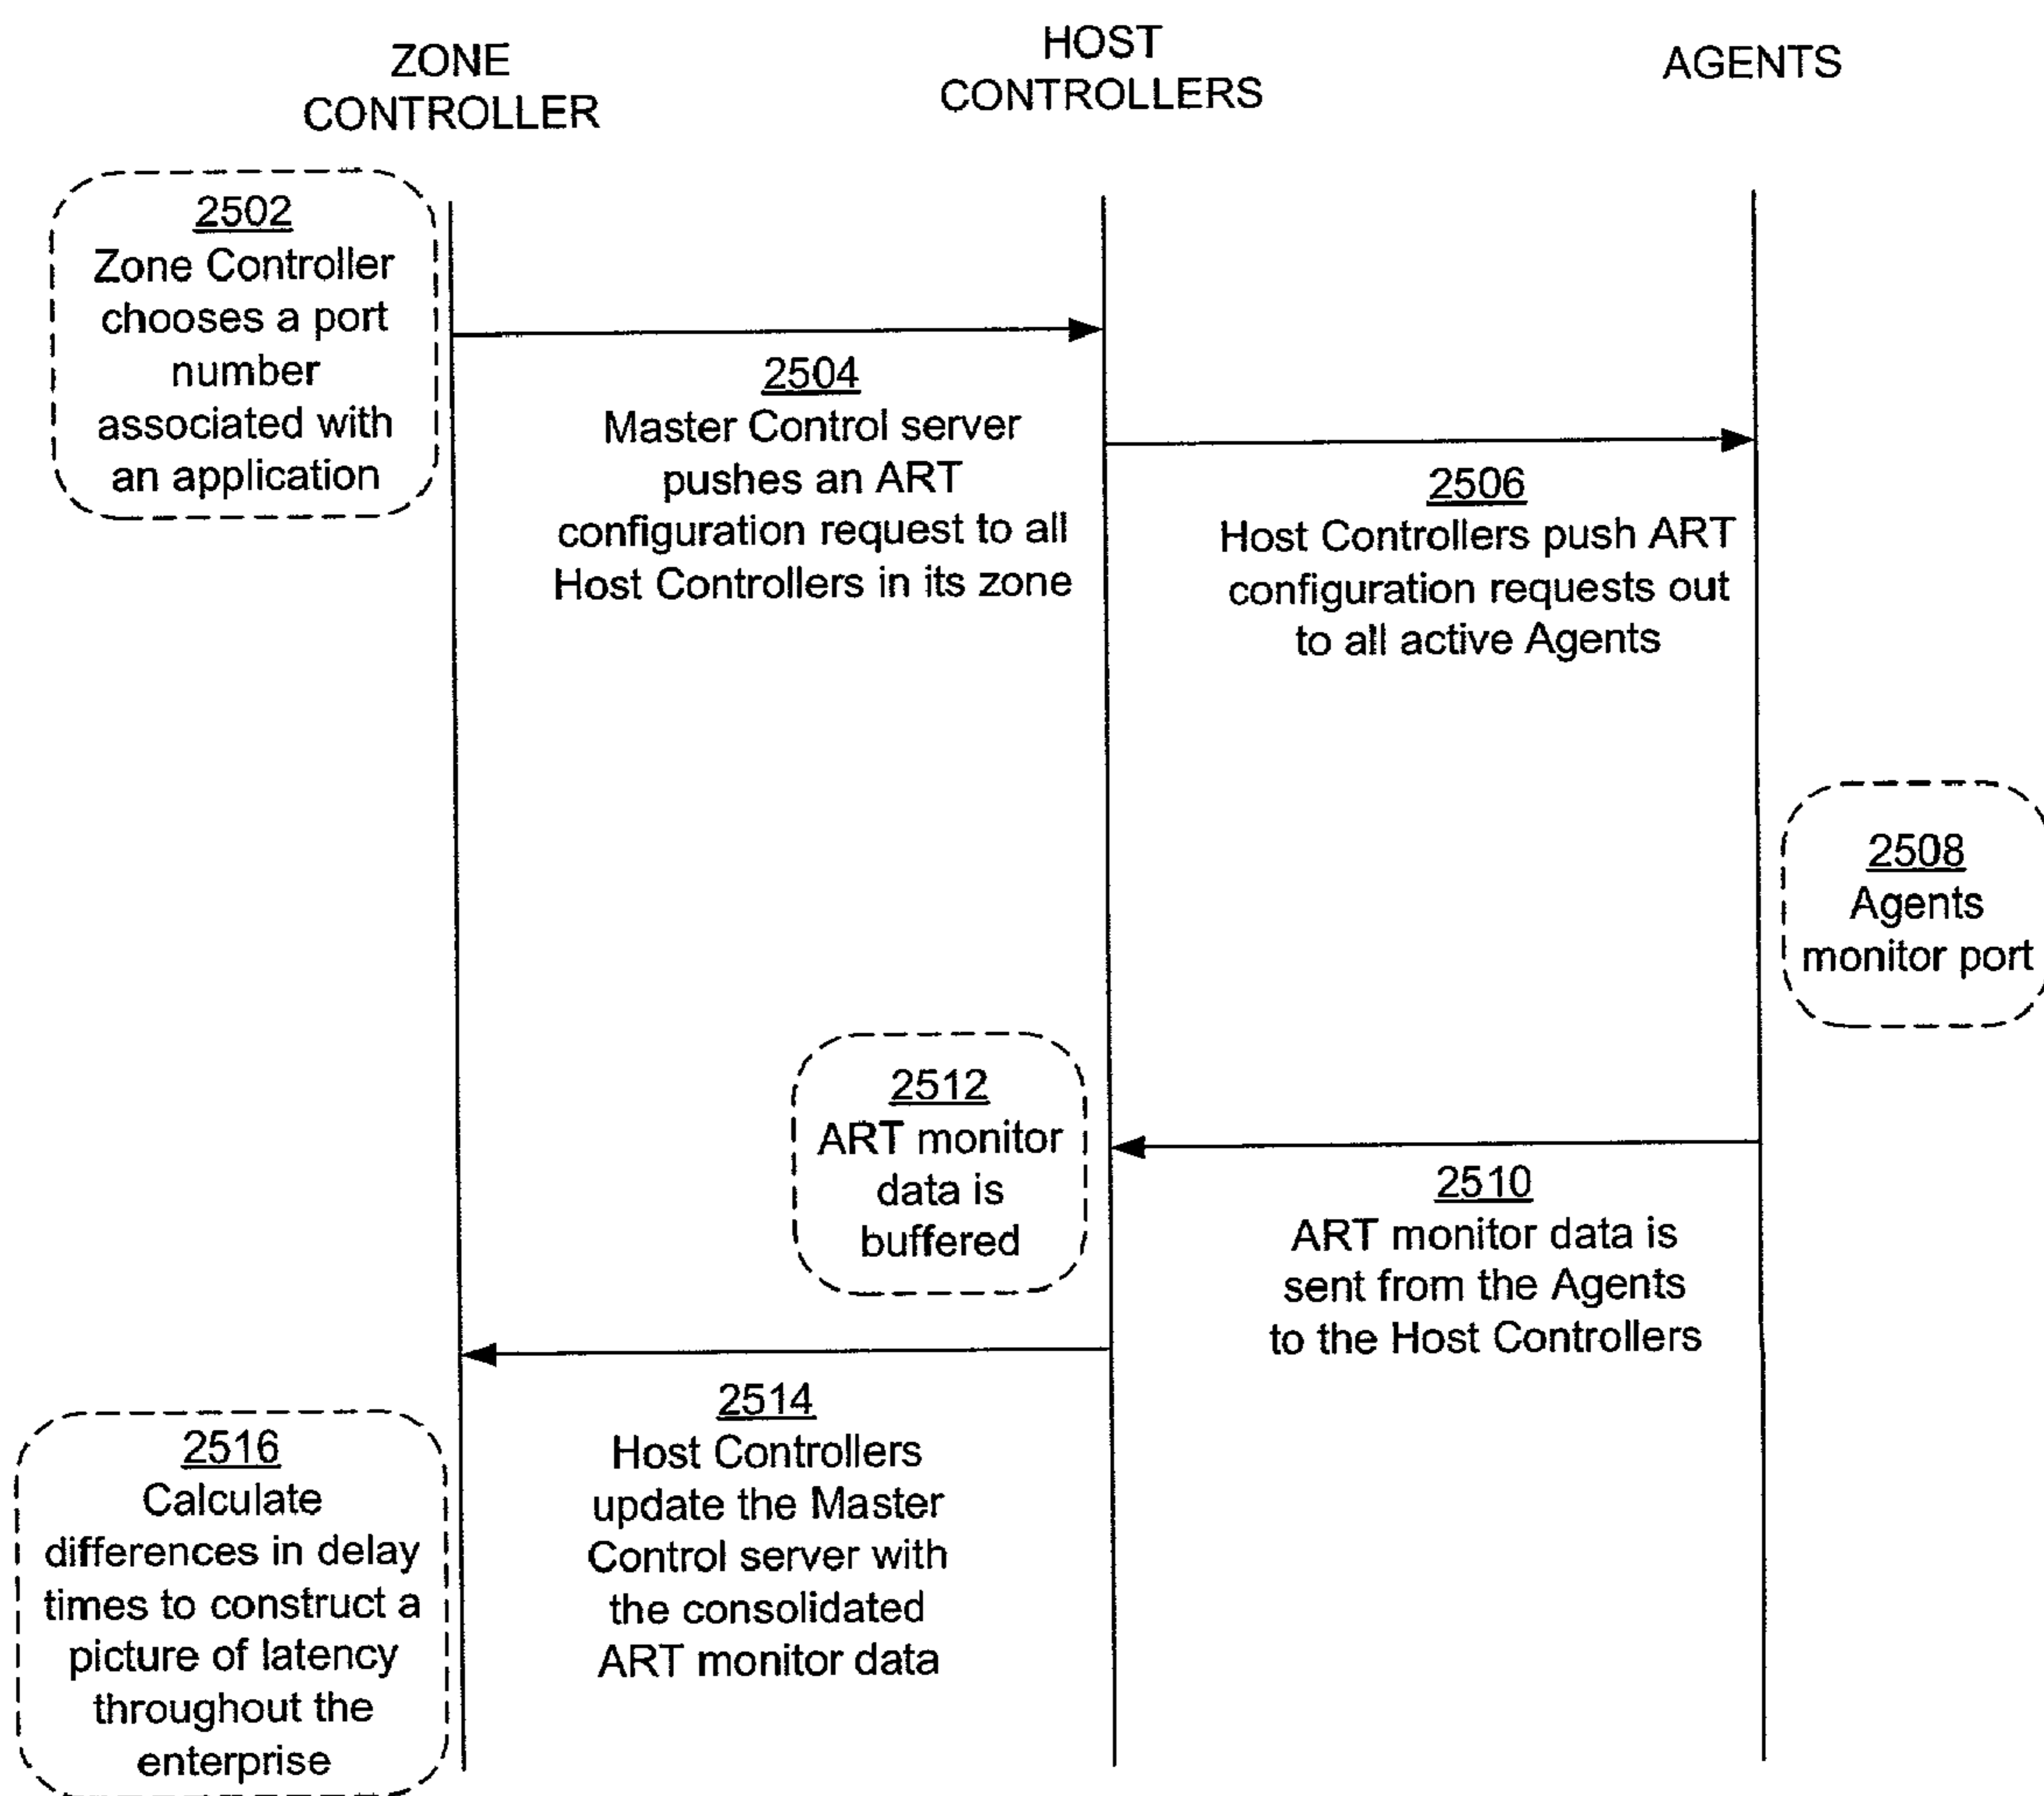 ZONE
CONTROLLER
HOST
CONTROLLERS
AGENTS
2502
Zone Controller
chooses a port
number
associated with
an application
2504
Master Control server
pushes an ART
configuration request to all
Host Controllers in its zone
2506
Host Controllers push ART
configuration requests out
to all active Agents
2508
Agents
monitor port
2512
ART monitor
data is
buffered
2510
ART monitor data is
sent from the Agents
to the Host Controllers
2514
Host Controllers
update the Master
Control server with
the consolidated
ART monitor data
2516
Calculate
differences in delay
times to construct a
picture of latency
throughout the
enterprise